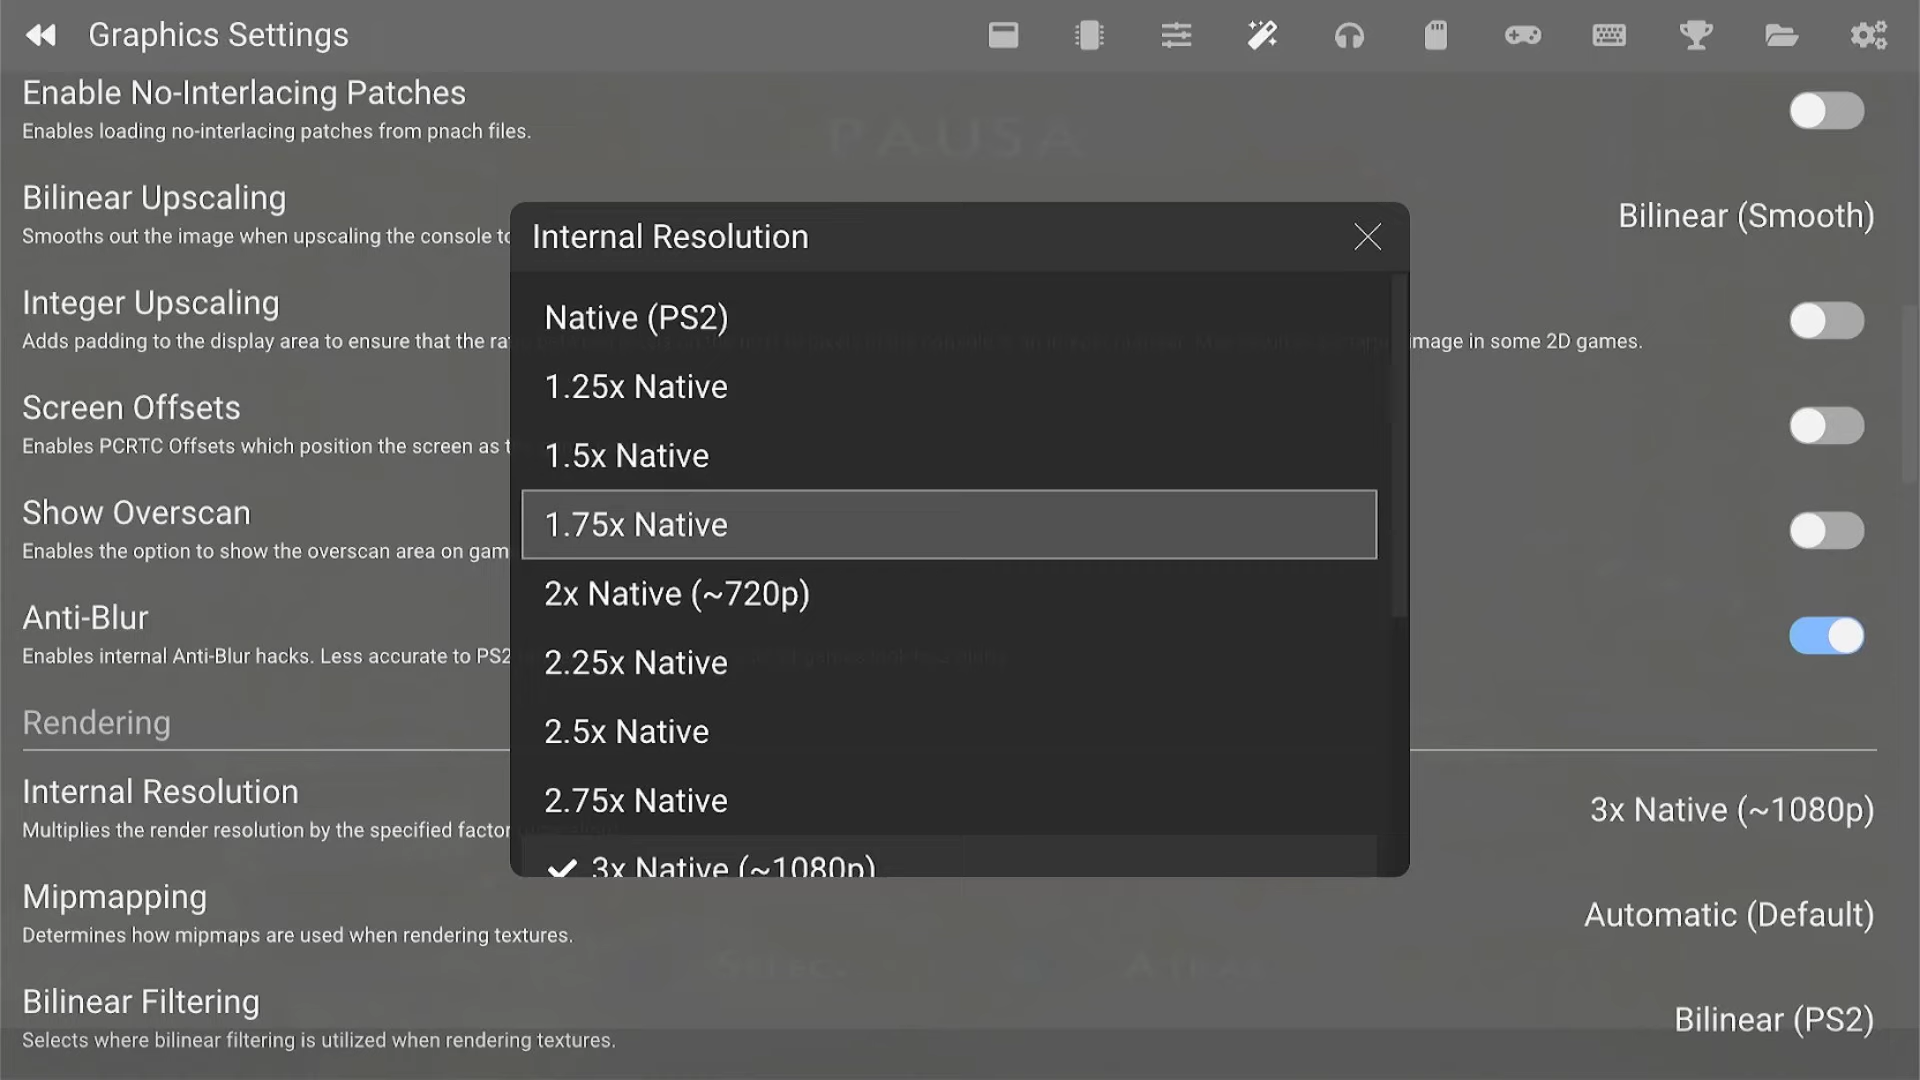 Graphics Settings
Enable No-Interlacing Patches
Enables loading no-interlacing patches from pnach files.
PAUSA
Bilinear Upscaling
Bilinear (Smooth)
Smooths out the image when upscaling the console to
Integer Upscaling
Adds padding to the display area to ensure that the
image in some 2D games.
Screen Offsets
Enables PCRTC Offsets which position the screen as
Show Overscan
Enables the option to show the overscan area on
Anti-Blur
Enables internal Anti-Blur hacks. Less accurate to PS2
Rendering
Internal Resolution
3x Native (~1080p)
Multiplies the render resolution by the specified factor
Mipmapping
Automatic (Default)
Determines how mipmaps are used when rendering textures.
Bilinear Filtering
Bilinear (PS2)
Selects where bilinear filtering is utilized when rendering textures.
Internal Resolution
Native (PS2)
1.25x Native
1.5x Native
1.75x Native
2x Native (~720p)
2.25x Native
2.5x Native
2.75x Native
3x Native (~1080p)